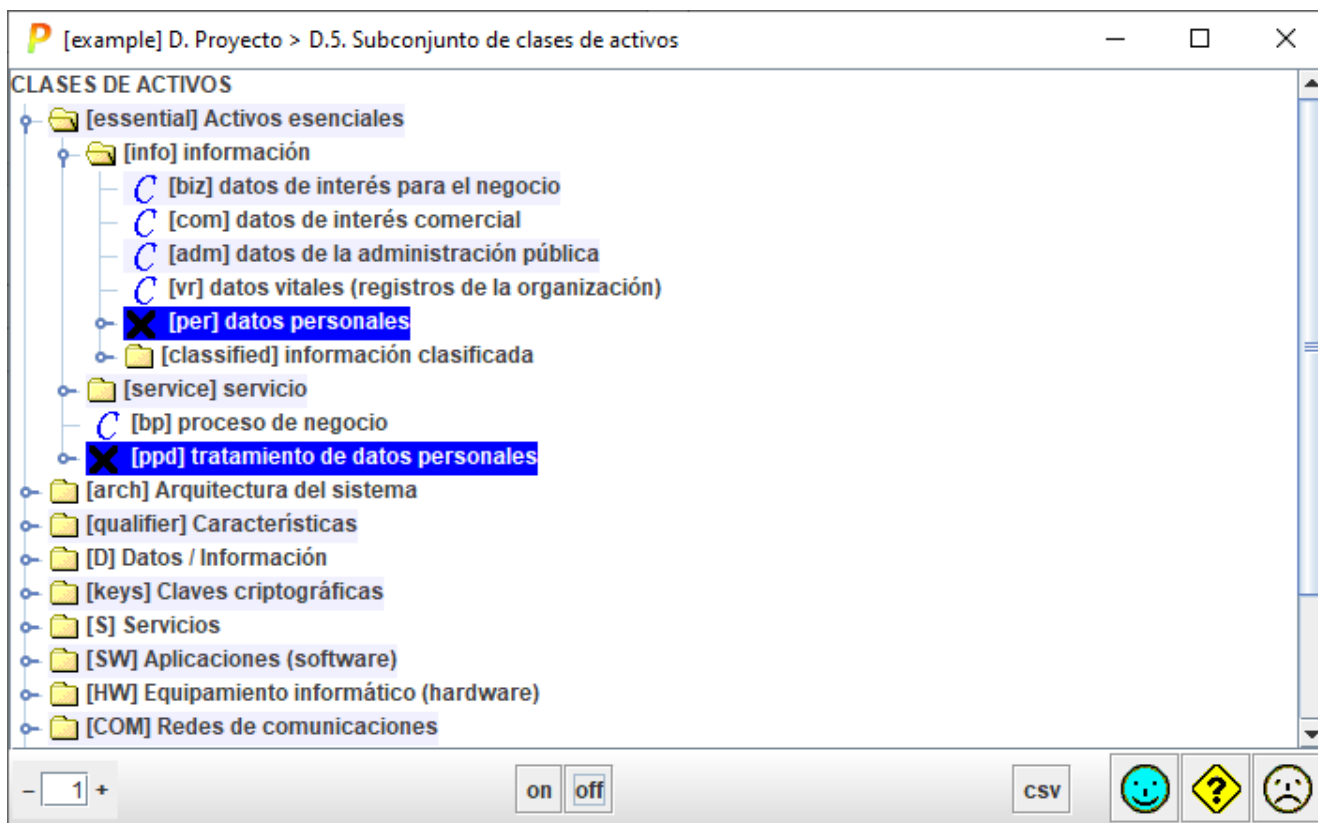 [example] D. Proyecto > D.5. Subconjunto de clases de activos
CLASES DE ACTIVOS
[essential] Activos esenciales
[info] información
[biz] datos de interés para el negocio
[com] datos de interés comercial
[adm] datos de la administración pública
[vr] datos vitales (registros de la organización)
[per] datos personales
[classified] información clasificada
[service] servicio
[bp] proceso de negocio
[ppd] tratamiento de datos personales
[arch] Arquitectura del sistema
[qualifier] Características
[D] Datos / Información
[keys] Claves criptográficas
[S] Servicios
[SW] Aplicaciones (software)
[HW] Equipamiento informático (hardware)
[COM] Redes de comunicaciones
- 1 + on off csv